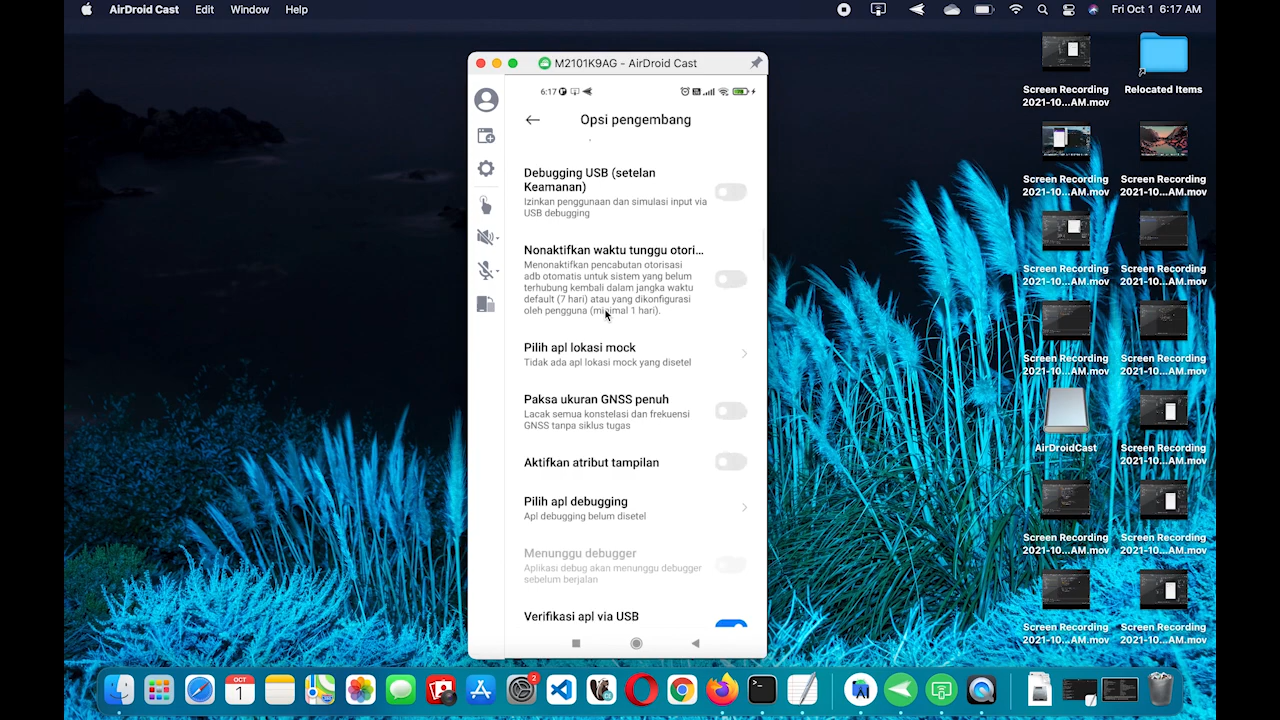 AirDroid Cast Edit Window Help
Fri Oct 1 6:17 AM
M2101K9AG - AirDroid Cast
6:17
Opsi pengembang
Debugging USB (setelan
Keamanan)
Izinkan penggunaan dan simulasi input via
USB debugging
Nonaktifkan waktu tunggu otori...
Menonaktifkan pencabutan otorisasi
adb otomatis untuk sistem yang belum
terhubung kembali dalam jangka waktu
default (7 hari) atau yang dikonfigurasi
oleh pengguna (minimal 1 hari).
Pilih apl lokasi mock
Tidak ada apl lokasi mock yang disetel
Paksa ukuran GNSS penuh
Lacak semua konstelasi dan frekuensi
GNSS tanpa siklus tugas
Aktifkan atribut tampilan
Pilih apl debugging
Apl debugging belum disetel
Menunggu debugger
Aplikasi debug akan menunggu debugger
sebelum berjalan
Verifikasi apl via USB
Screen Recording
2021-10...AM.mov
Relocated Items
Screen Recording
2021-10...AM.mov
Screen Recording
2021-10...AM.mov
Screen Recording
2021-10...AM.mov
Screen Recording
2021-10...AM.mov
Screen Recording
2021-10...AM.mov
Screen Recording
2021-10...AM.mov
AirDroidCast
Screen Recording
2021-10...AM.mov
Screen Recording
2021-10...AM.mov
Screen Recording
2021-10...AM.mov
Screen Recording
2021-10...AM.mov
Screen Recording
2021-10...AM.mov
OCT
1
2